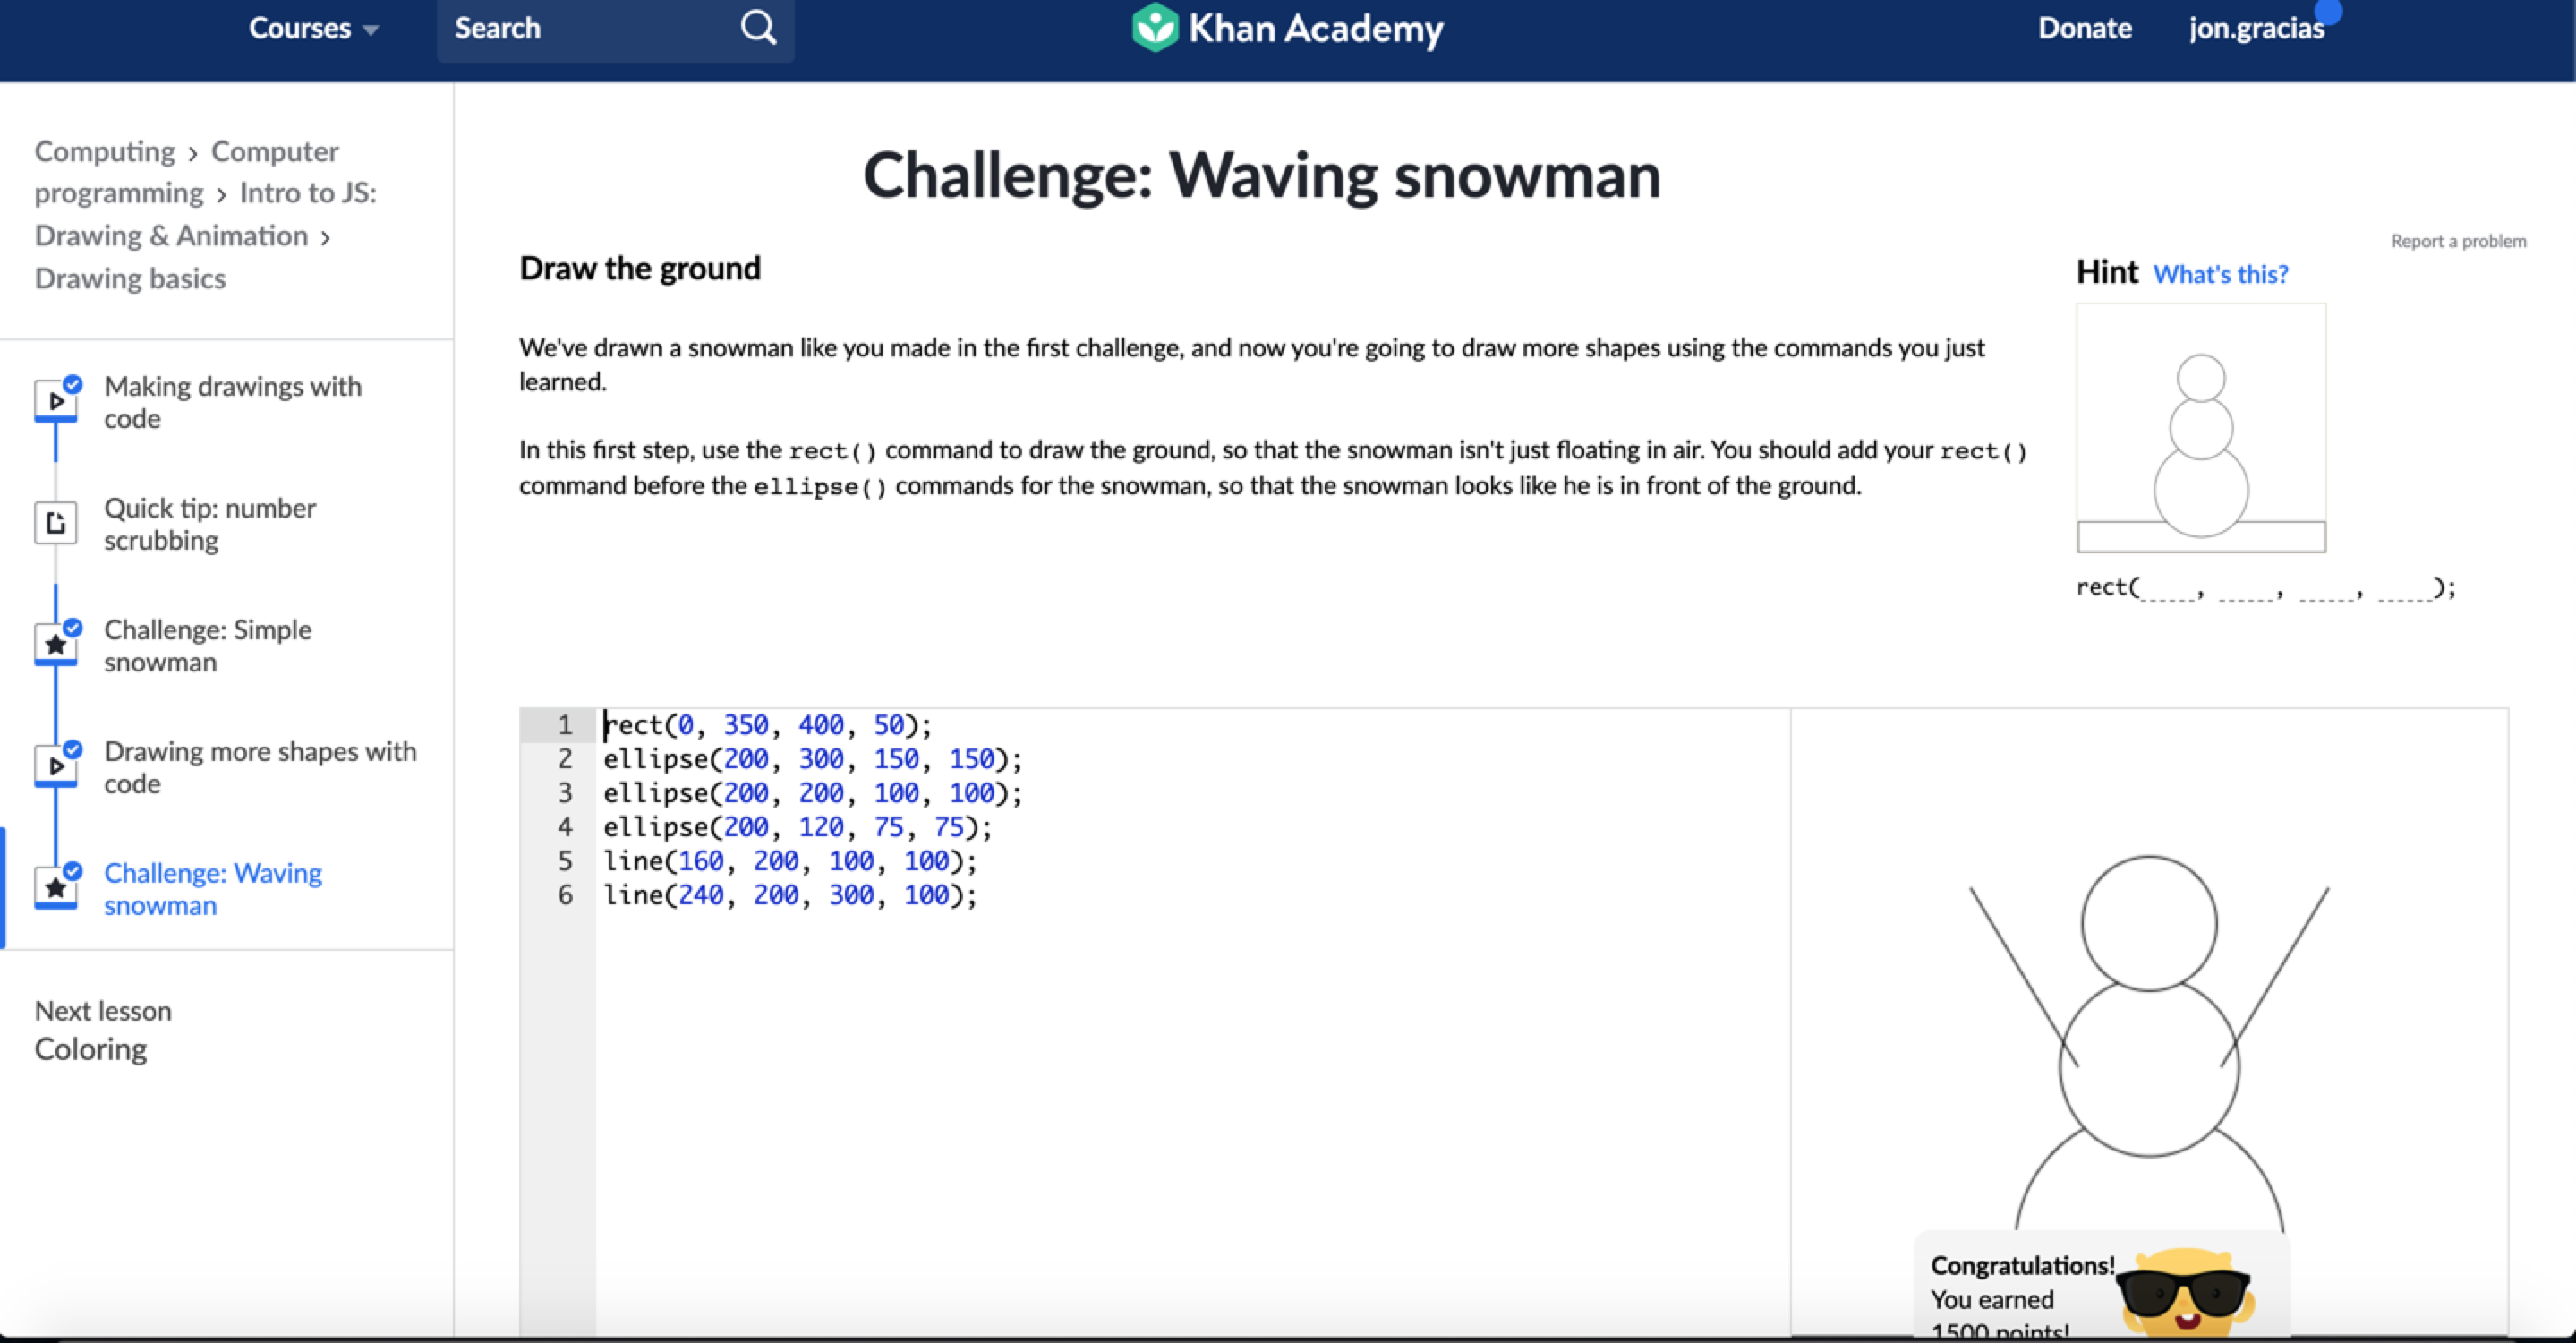 Courses
Search
Khan Academy
Donate
jon.gracias
Computing › Computer
programming › Intro to JS:
Drawing & Animation ›
Drawing basics
Making drawings with
code
Quick tip: number
scrubbing
Challenge: Simple
snowman
Drawing more shapes with
code
Challenge: Waving
snowman
Next lesson
Coloring
Challenge: Waving snowman
Report a problem
Draw the ground
We've drawn a snowman like you made in the first challenge, and now you're going to draw more shapes using the commands you just
learned.
In this first step, use the rect() command to draw the ground, so that the snowman isn't just floating in air. You should add your rect()
command before the ellipse() commands for the snowman, so that the snowman looks like he is in front of the ground.
Hint What's this?
rect(____, ____, ____, ____);
1 rect(0, 350, 400, 50);
2 ellipse(200, 300, 150, 150);
3 ellipse(200, 200, 100, 100);
4 ellipse(200, 120, 75, 75);
5 line(160, 200, 100, 100);
6 line(240, 200, 300, 100);
Congratulations!
You earned
1500 points!